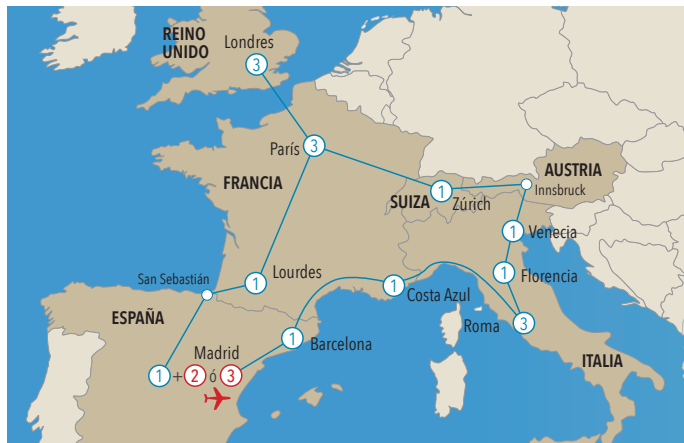 REINO
UNIDO
Londres
3
París
3
FRANCIA
AUSTRIA
Innsbruck
SUIZA
1
Zúrich
1
Venecia
1
Florencia
San Sebastián
Lourdes
1
1
Costa Azul
Roma
3
ESPAÑA
Madrid
1
Barcelona
1 + 2 ó 3
ITALIA